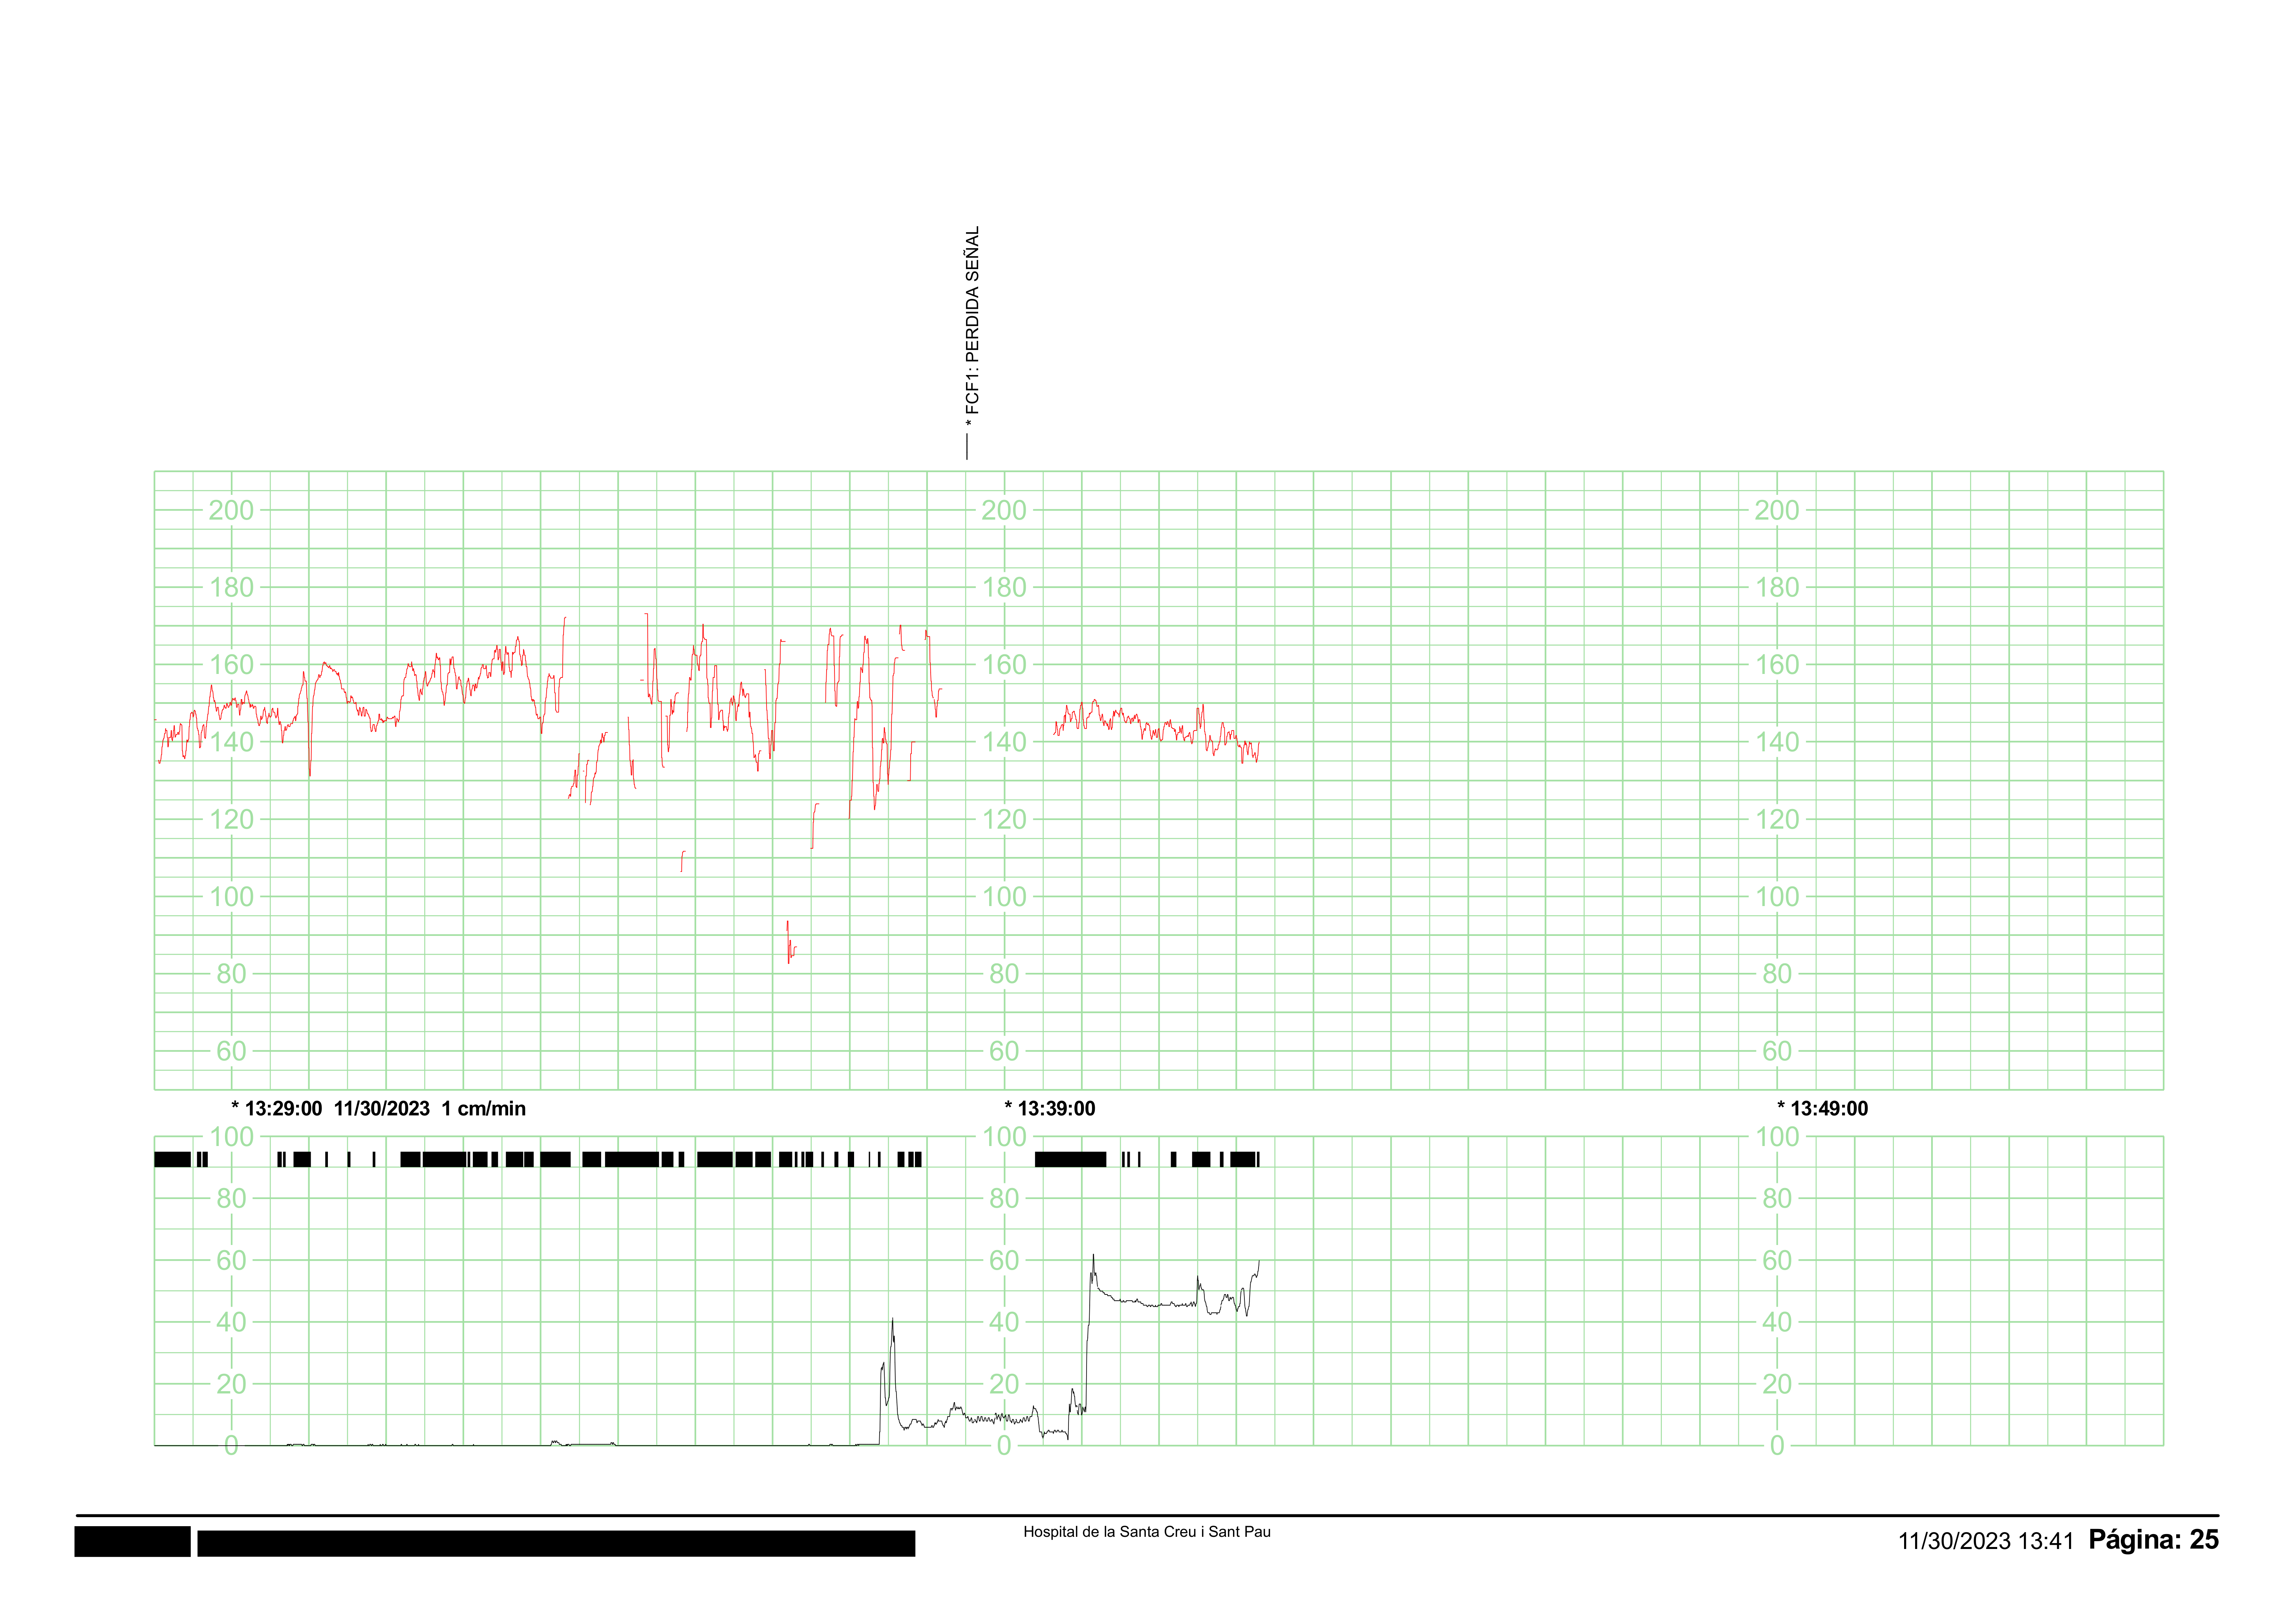 * FCF1: PERDIDA SEÑAL
200 200 200
180 180 180
160 160 160
140 140 140
120 120 120
100 100 100
80 80 80
60 60 60
* 13:29:00 11/30/2023 1 cm/min * 13:39:00 * 13:49:00
100 100 100
80 80 80
60 60 60
40 40 40
20 20 20
0 0 0
Hospital de la Santa Creu i Sant Pau
11/30/2023 13:41 Página: 25